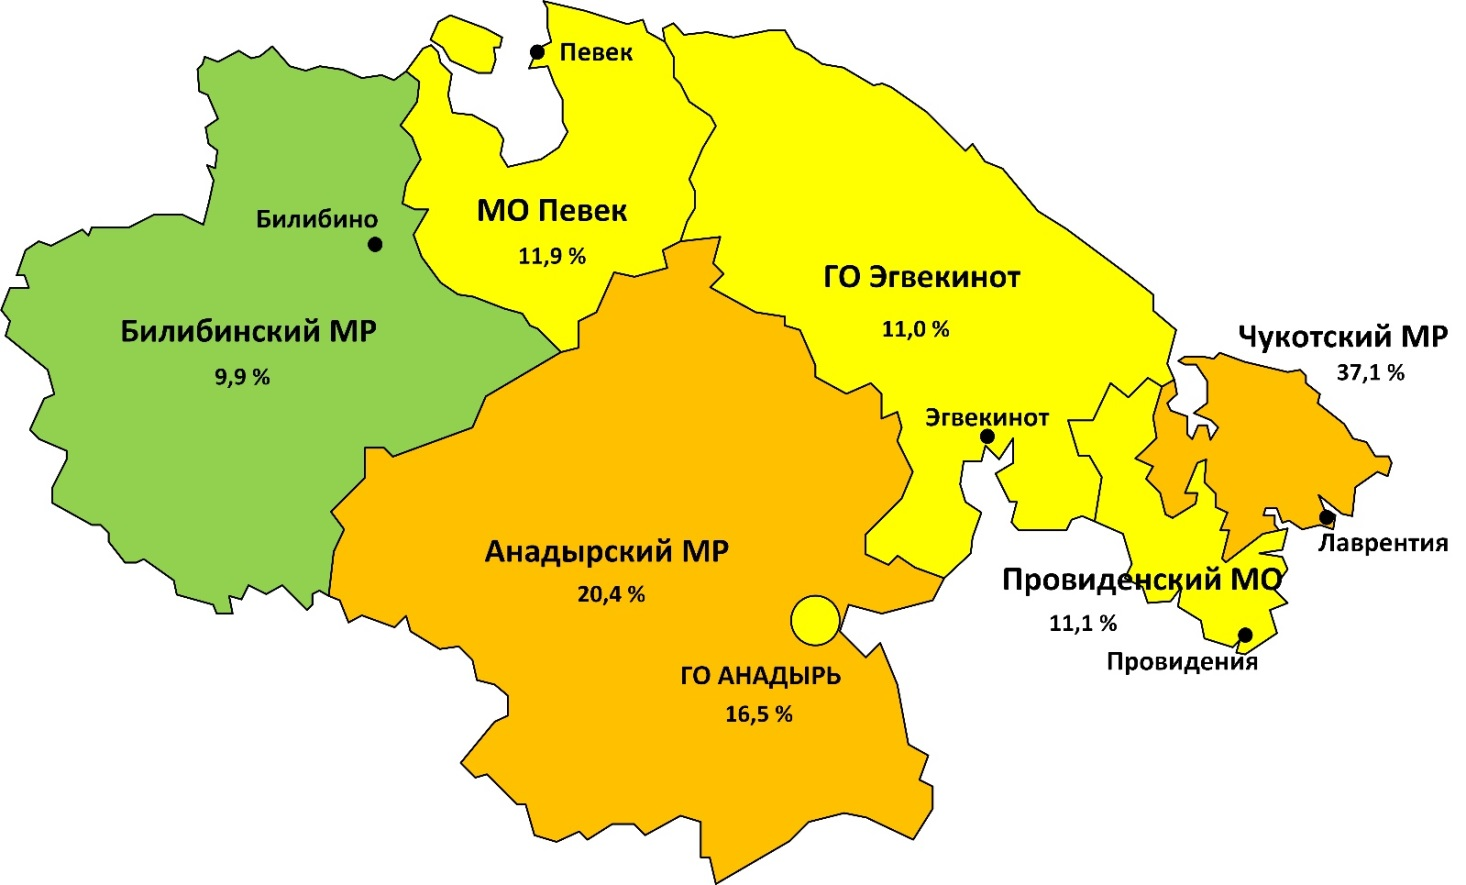 Певек
МО Певек
11,9 %
Билибино
Билибинский МР
9,9 %
ГО Эгвекинот
11,0 %
Эгвекинот
Чукотский МР
37,1 %
Лаврентия
Анадырский МР
20,4 %
Провиденский МО
11,1 %
Провидения
ГО АНАДЫРЬ
16,5 %